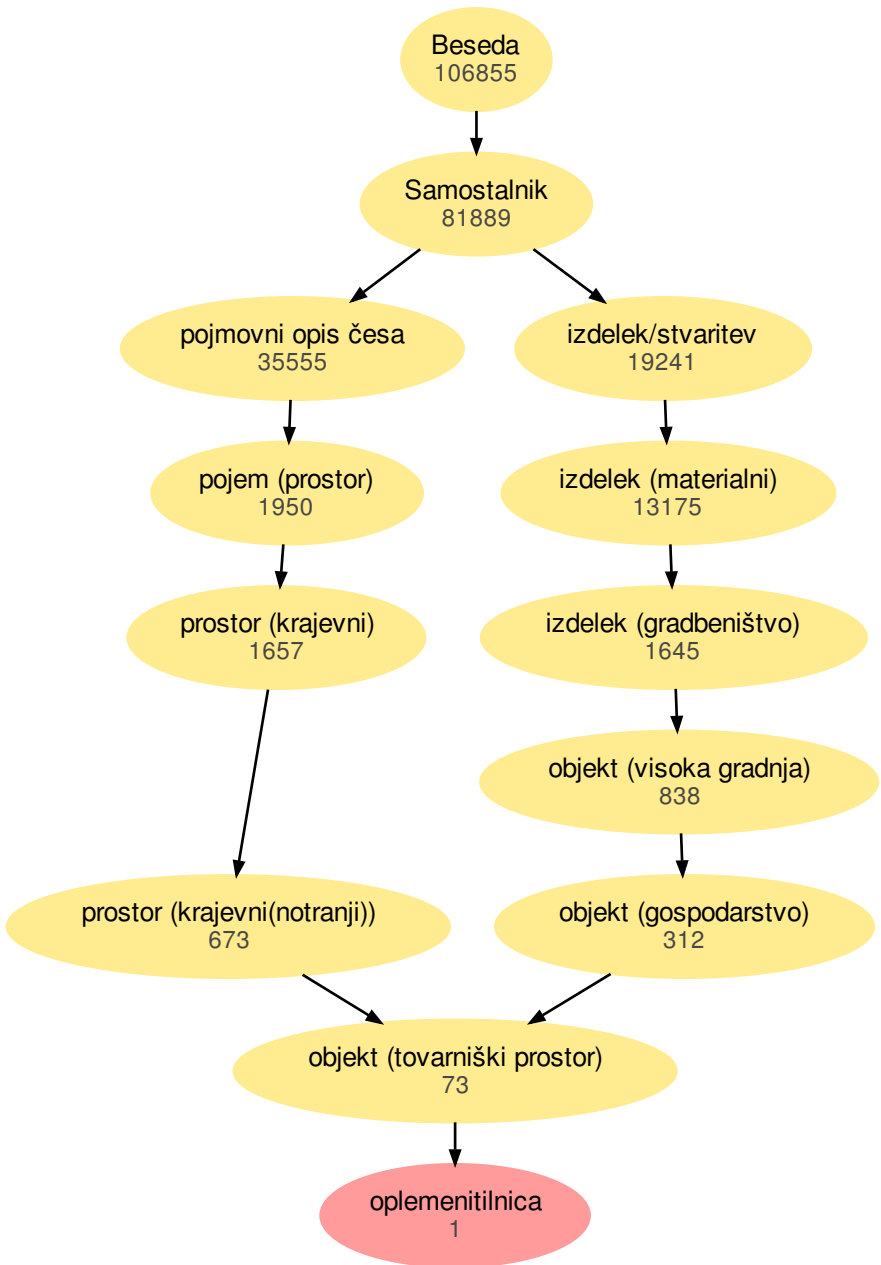 Beseda
106855
Samostalnik
81889
pojmovni opis česa
35555
izdelek/stvaritev
19241
pojem (prostor)
1950
izdelek (materialni)
13175
prostor (krajevni)
1657
izdelek (gradbeništvo)
1645
objekt (visoka gradnja)
838
prostor (krajevni(notranji))
673
objekt (gospodarstvo)
312
objekt (tovarniški prostor)
73
oplemenitilnica
1